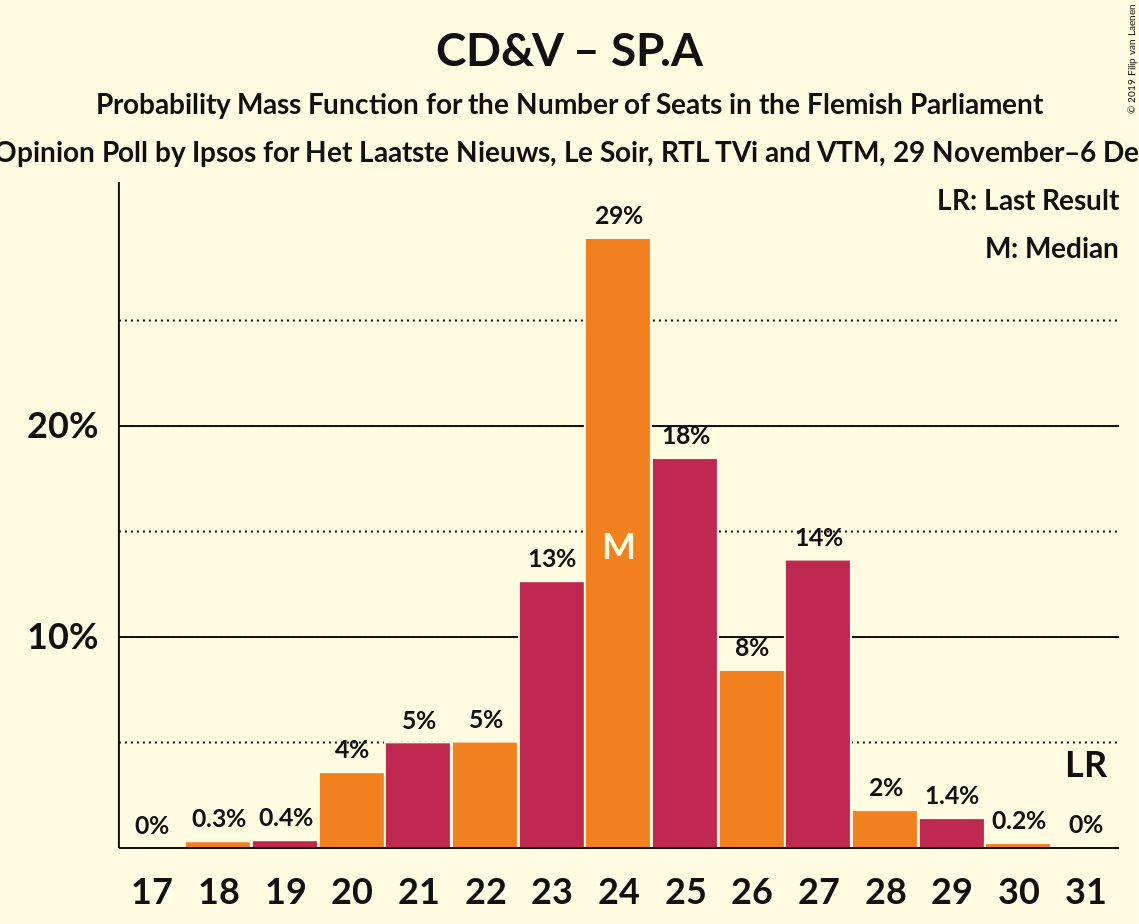 CD&V – SP.A
Probability Mass Function for the Number of Seats in the Flemish Parliament
Opinion Poll by Ipsos for Het Laatste Nieuws, Le Soir, RTL TVi and VTM, 29 November–6 De
© 2019 Filip van Laenen
LR: Last Result
M: Median
20%
10%
0%
0.3%
0.4%
4%
5%
5%
13%
29%
M
18%
8%
14%
2%
1.4%
0.2%
LR
0%
17 18 19 20 21 22 23 24 25 26 27 28 29 30 31